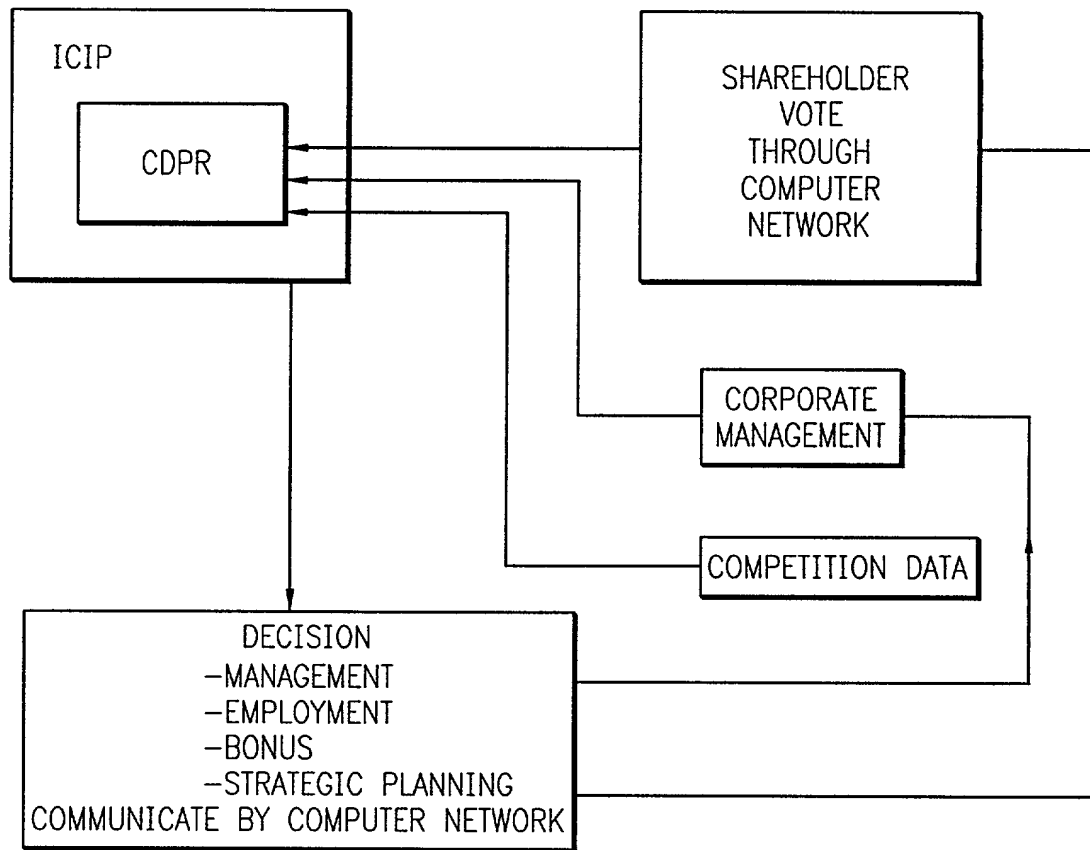 ICIP
CDPR
SHAREHOLDER
VOTE
THROUGH
COMPUTER
NETWORK
CORPORATE
MANAGEMENT
COMPETITION DATA
DECISION
-MANAGEMENT
-EMPLOYMENT
-BONUS
-STRATEGIC PLANNING
COMMUNICATE BY COMPUTER NETWORK